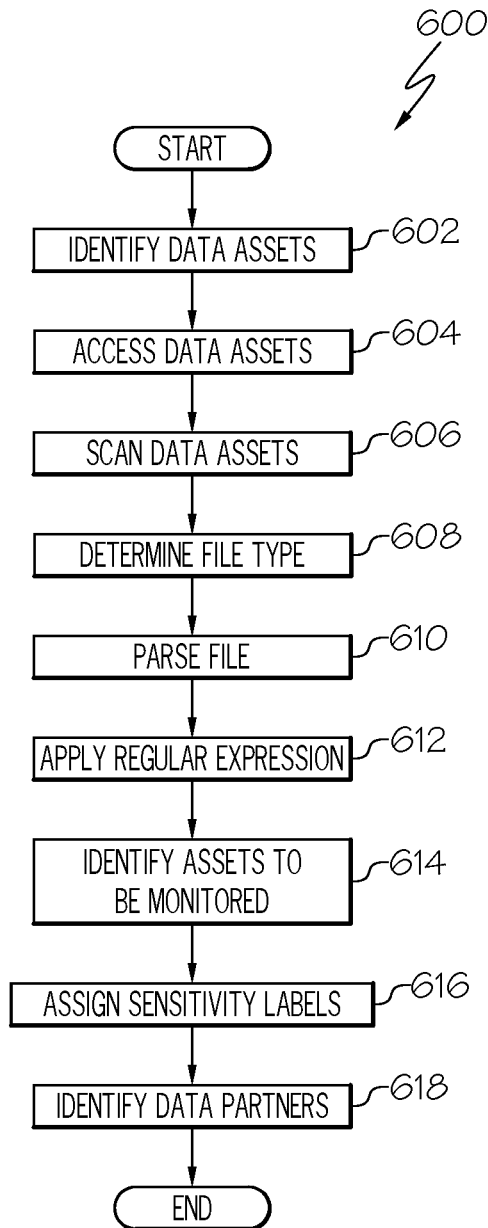 600
START
IDENTIFY DATA ASSETS
602
ACCESS DATA ASSETS
604
SCAN DATA ASSETS
606
DETERMINE FILE TYPE
608
PARSE FILE
610
APPLY REGULAR EXPRESSION
612
IDENTIFY ASSETS TO
BE MONITORED
614
ASSIGN SENSITIVITY LABELS
616
IDENTIFY DATA PARTNERS
618
END